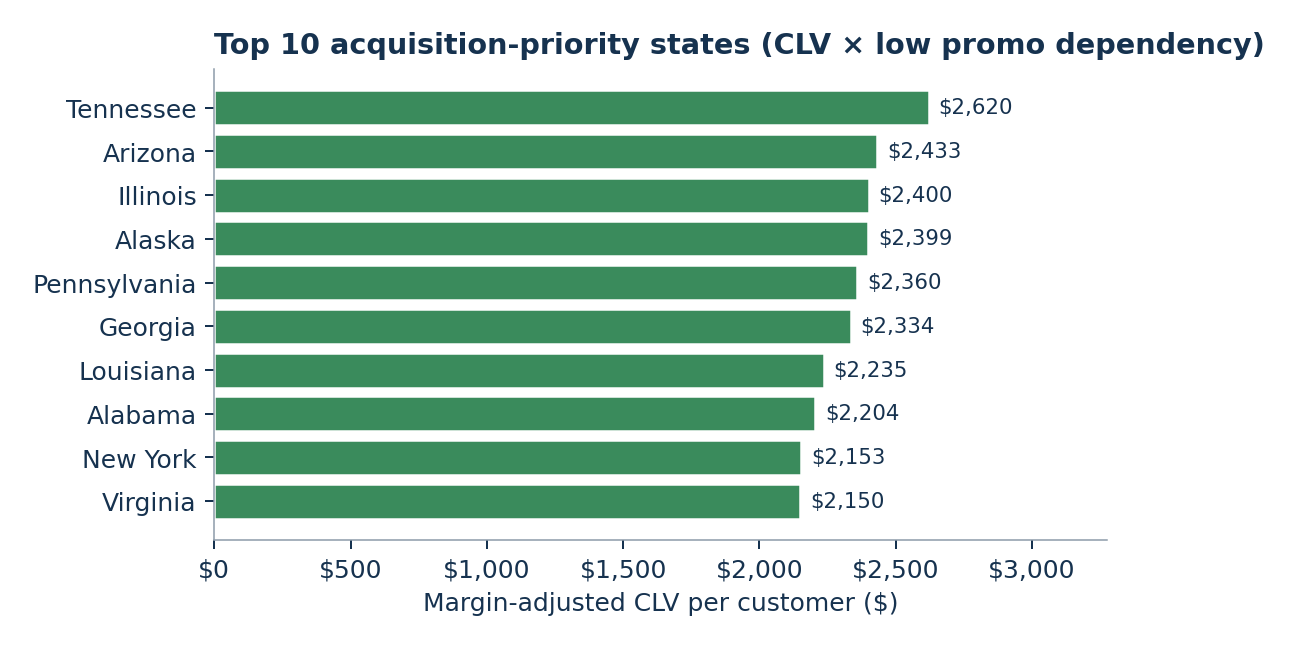 Top 10 acquisition-priority states (CLV × low promo dependency)
Tennessee $2,620
Arizona $2,433
Illinois $2,400
Alaska $2,399
Pennsylvania $2,360
Georgia $2,334
Louisiana $2,235
Alabama $2,204
New York $2,153
Virginia $2,150
$0 $500 $1,000 $1,500 $2,000 $2,500 $3,000
Margin-adjusted CLV per customer ($)